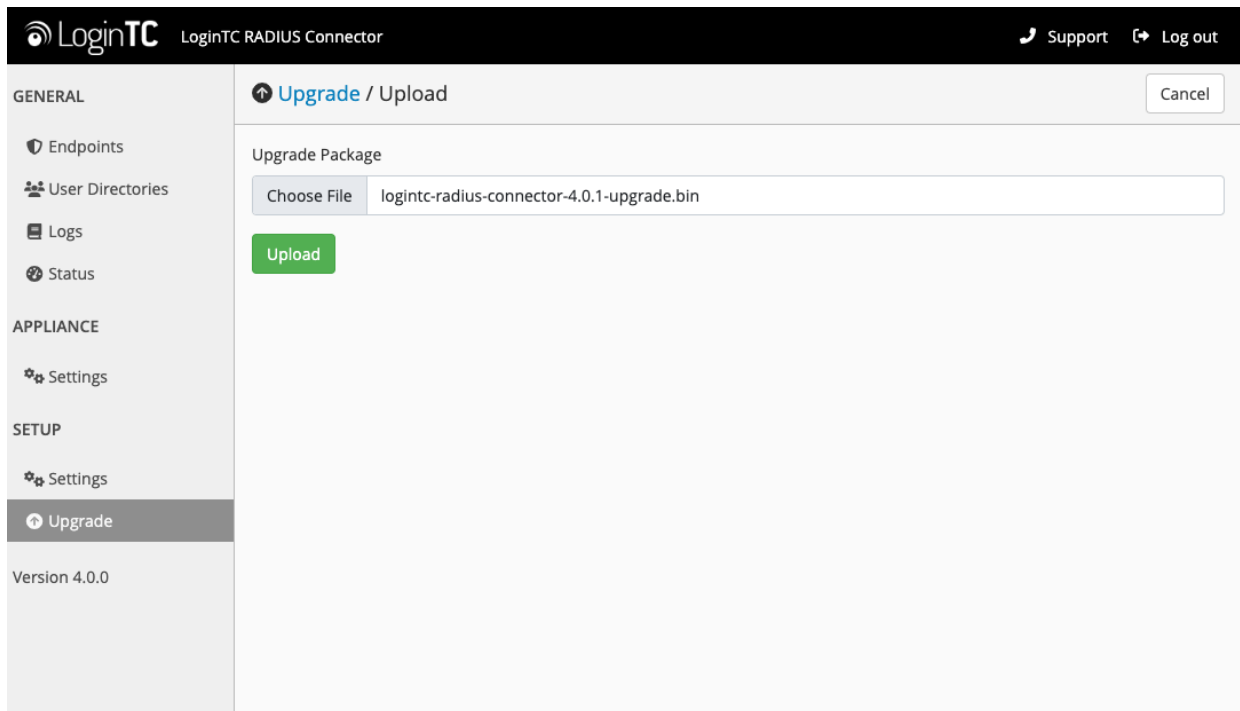 LoginTC LoginTC RADIUS Connector Support Log out
GENERAL
Endpoints
User Directories
Logs
Status
APPLIANCE
Settings
SETUP
Settings
Upgrade
Version 4.0.0
Upgrade / Upload Cancel
Upgrade Package
Choose File logintc-radius-connector-4.0.1-upgrade.bin
Upload